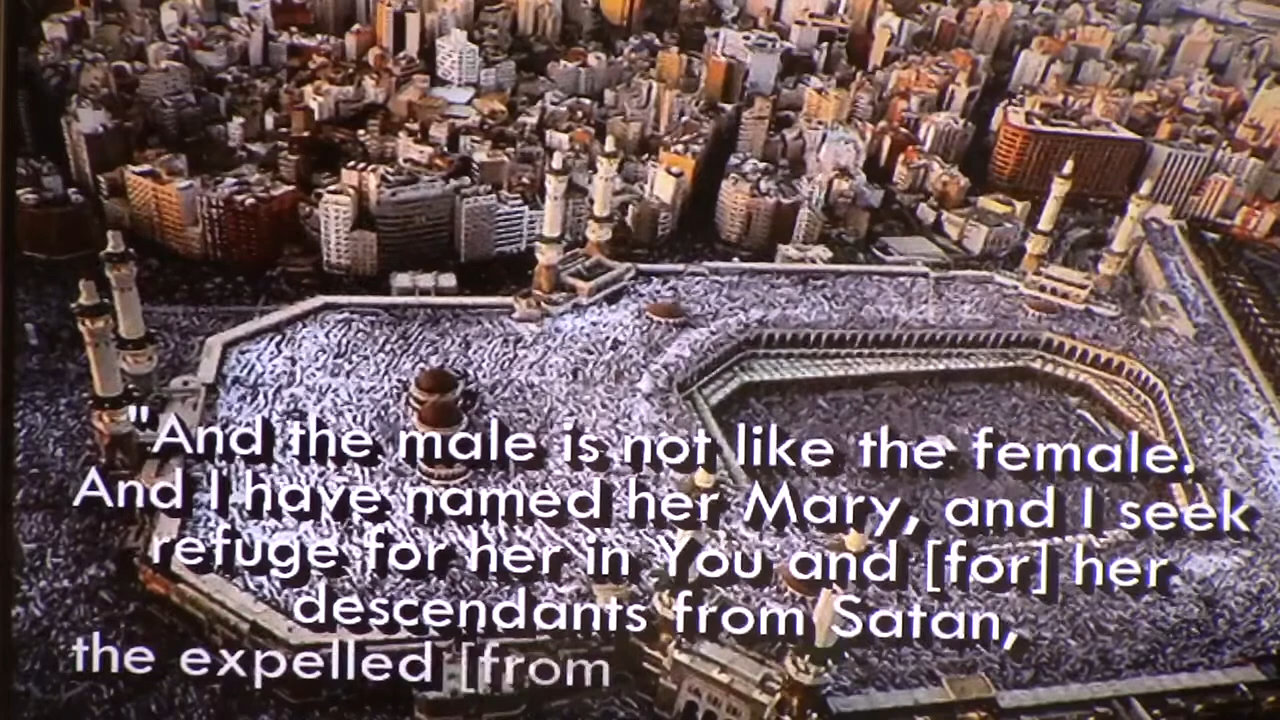 "And the male is not like the female.
And I have named her Mary, and I seek
refuge for her in You and [for] her
descendants from Satan,
the expelled [from